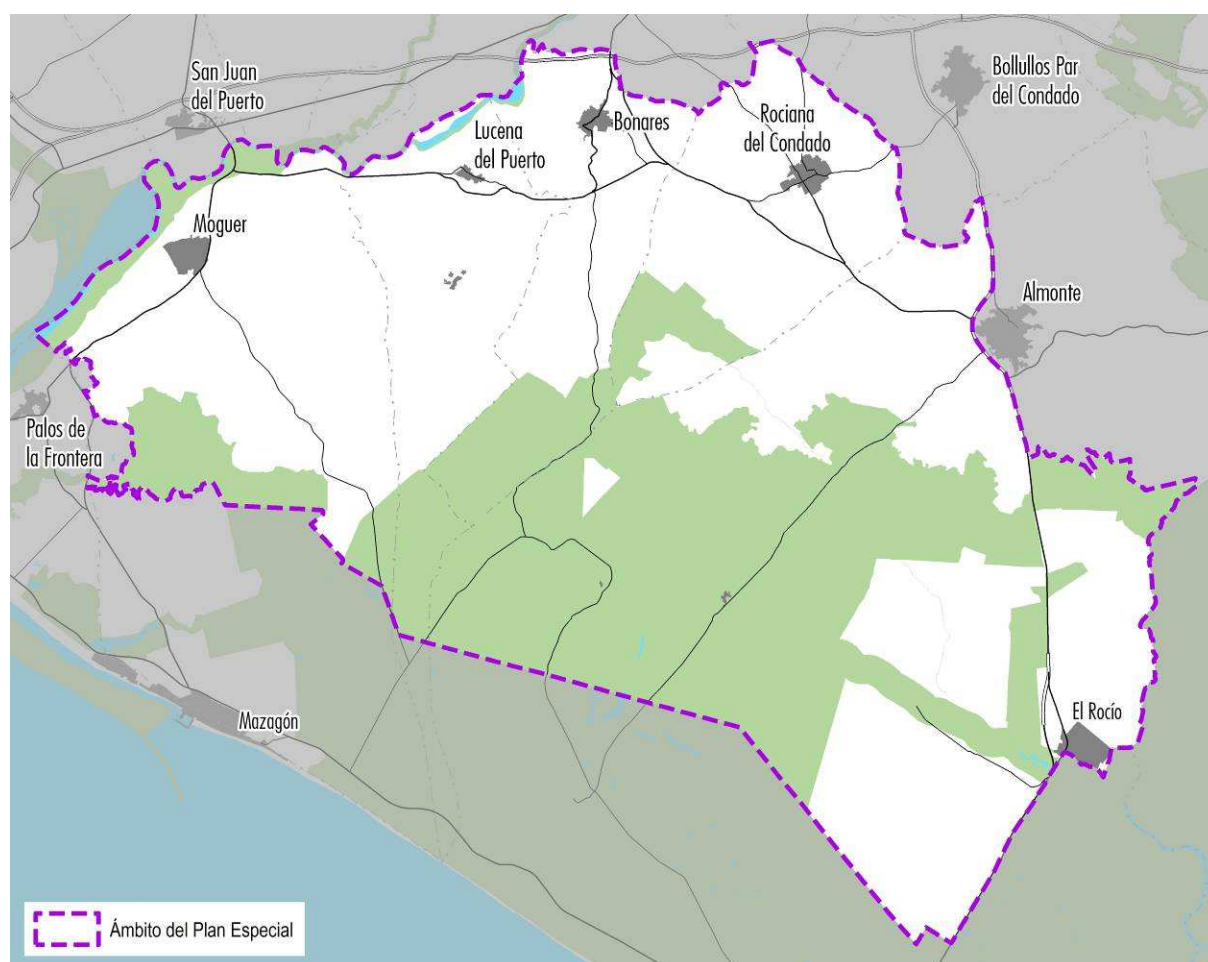 San Juan
del Puerto
Bollullos Par
del Condado
Lucena
del Puerto
Bonares
Rociana
del Condado
Moguer
Almonte
Palos de
la Frontera
Mazagón
El Rocío
Ámbito del Plan Especial